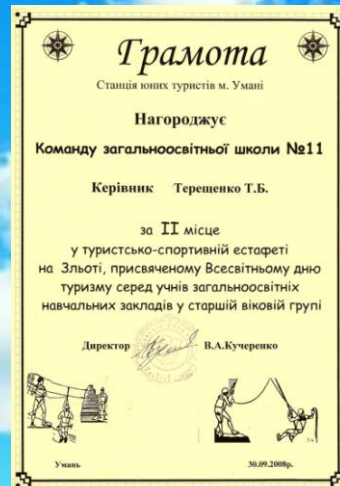 Грамота
Станція юних туристів м. Умані
Нагороджує
Команду загальноосвітньої школи №11
Керівник Терещенко Т.Б.
за II місце
у туристсько-спортивній естафеті
на Зльоті, присвяченому Всесвітньому дню
туризму серед учнів загальноосвітніх
навчальних закладів у старшій віковій групі
Директор В.А.Кучеренко
Умань 30.09.2008р.